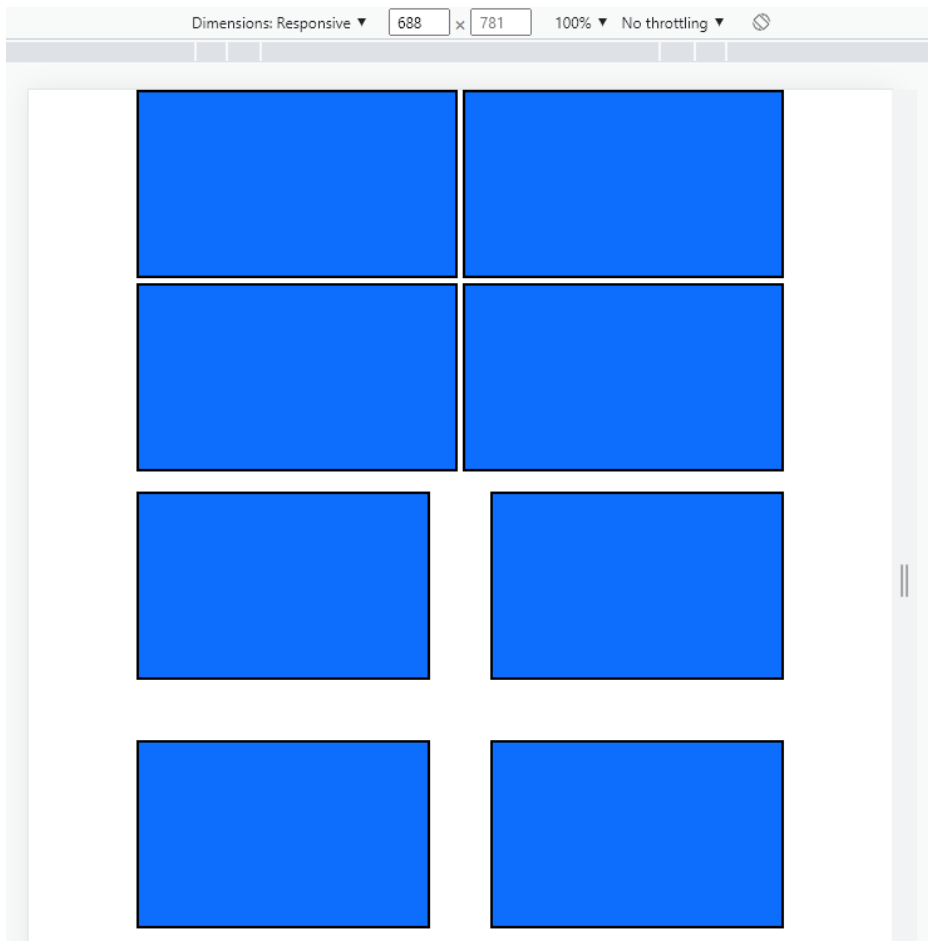 Dimensions: Responsive ▼ 688 × 781 100% ▼ No throttling ▼